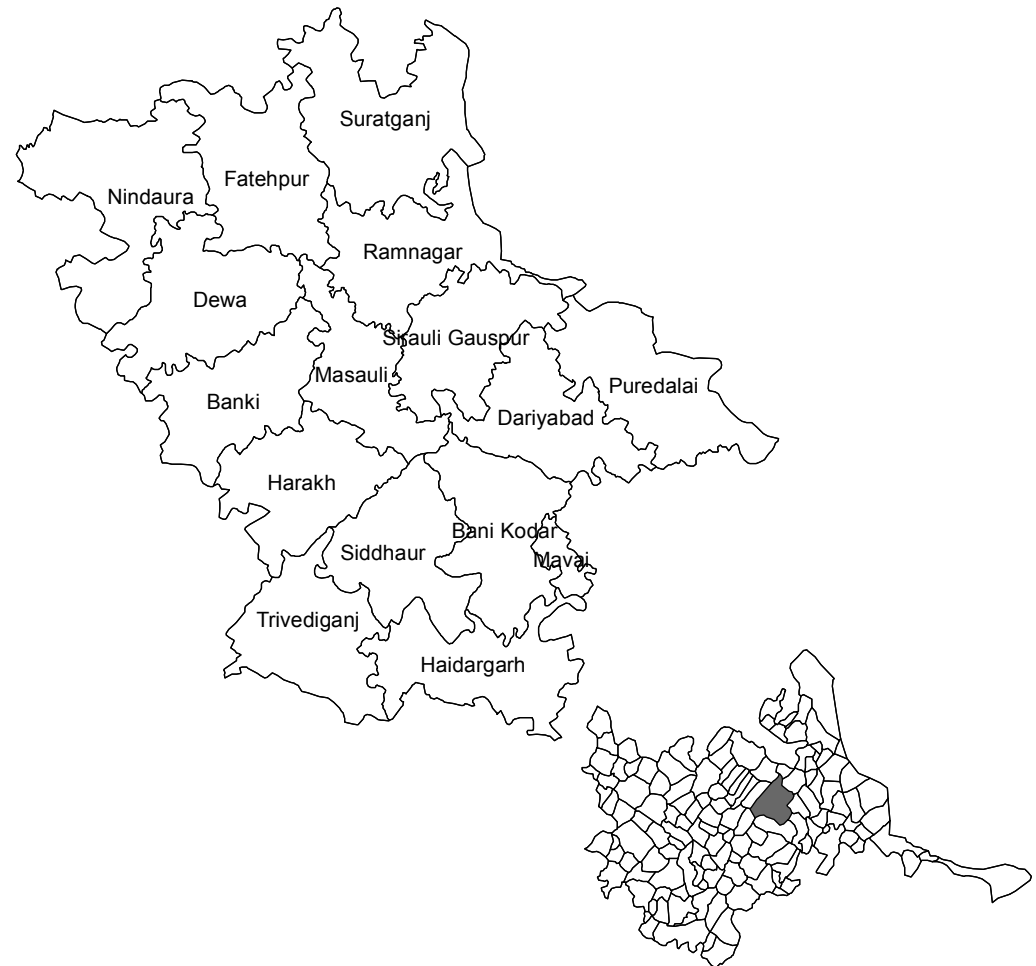 Suratganj
Fatehpur
Nindaura
Ramnagar
Dewa
Sirauli Gauspur
Masauli
Puredalai
Banki
Dariyabad
Harakh
Bani Kodar
Siddhaur
Mavai
Trivediganj
Haidargarh